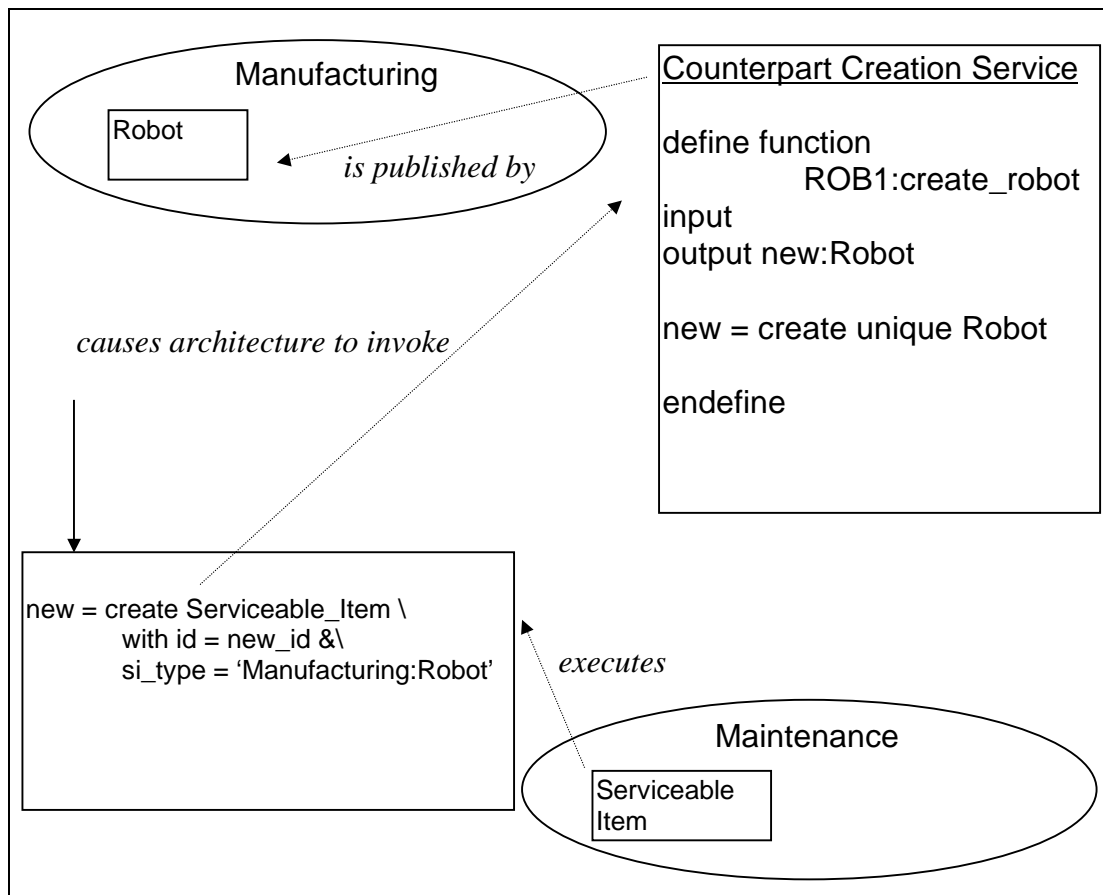 Manufacturing
Robot
is published by
Counterpart Creation Service
define function
ROB1:create_robot
input
output new:Robot
new = create unique Robot
endefine
causes architecture to invoke
new = create Serviceable_Item \
with id = new_id &\
si_type = ‘Manufacturing:Robot’
executes
Maintenance
Serviceable
Item